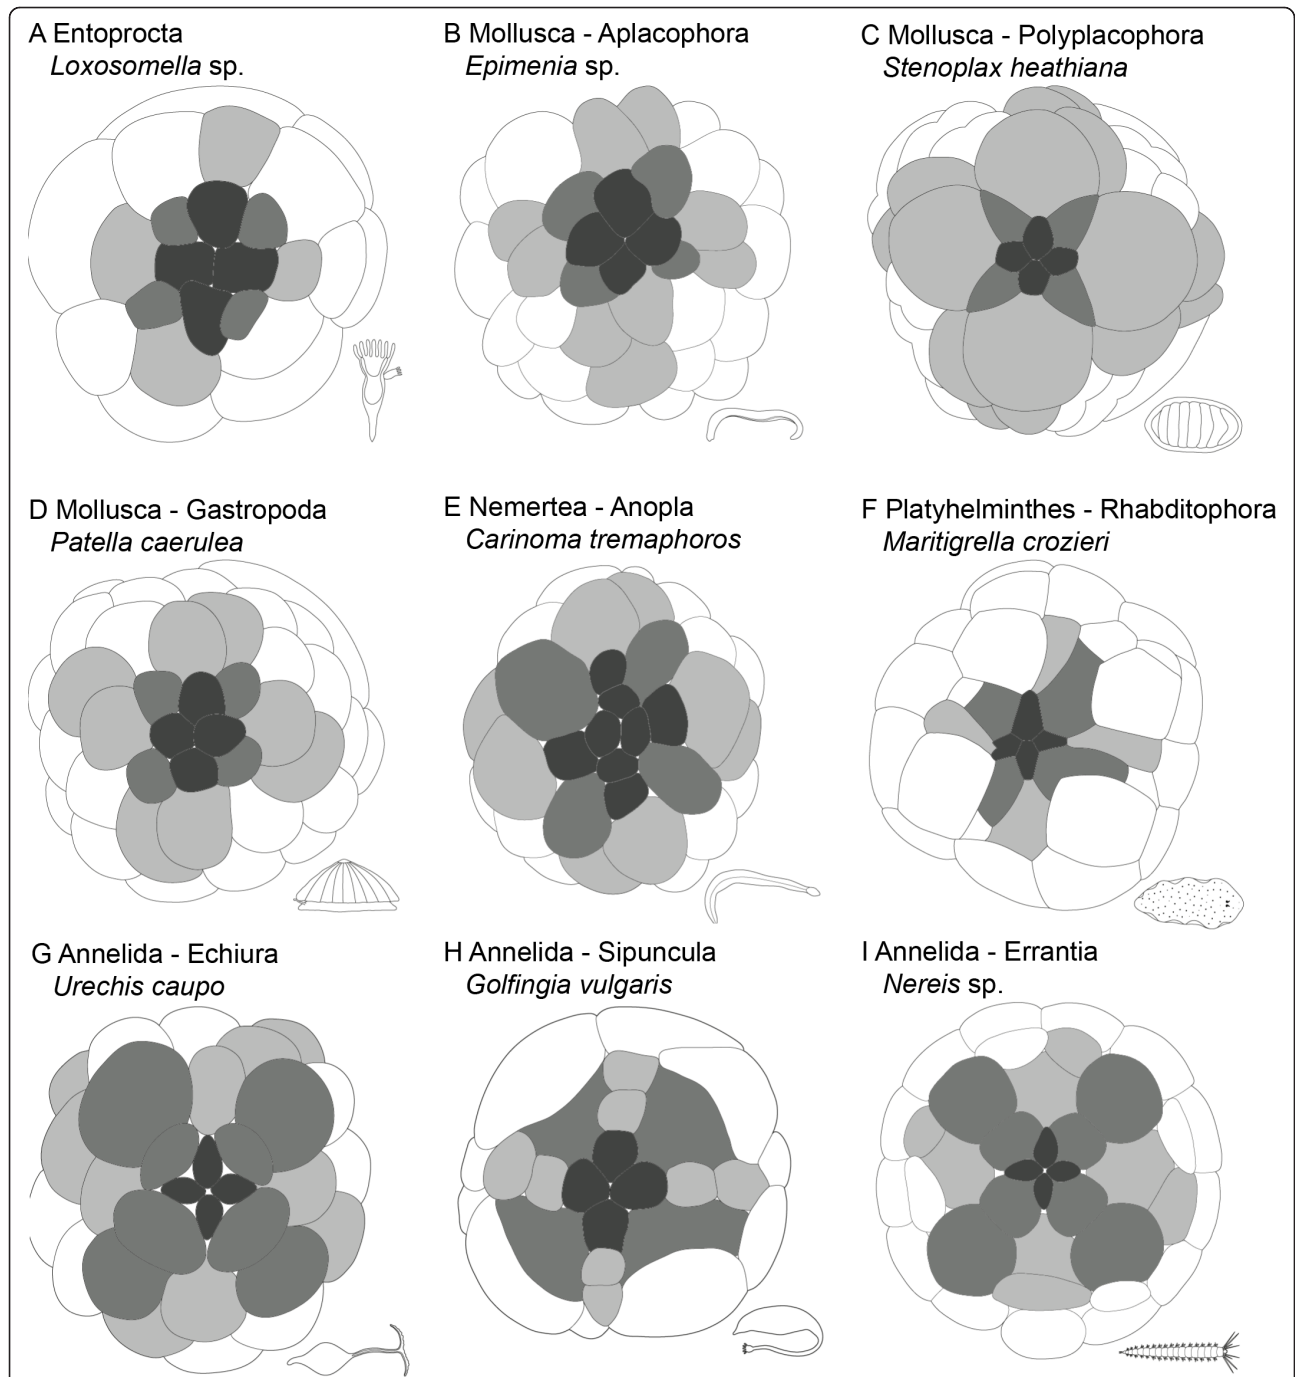 A Entoprocta
Loxosomella sp.
B Mollusca - Aplacophora
Epimenia sp.
C Mollusca - Polyplacophora
Stenoplax heathiana
D Mollusca - Gastropoda
Patella caerulea
E Nemertea - Anopla
Carinoma tremaphoros
F Platyhelminthes - Rhabditophora
Maritigrella crozieri
G Annelida - Echiura
Urechis caupo
H Annelida - Sipuncula
Golfingia vulgaris
I Annelida - Errantia
Nereis sp.